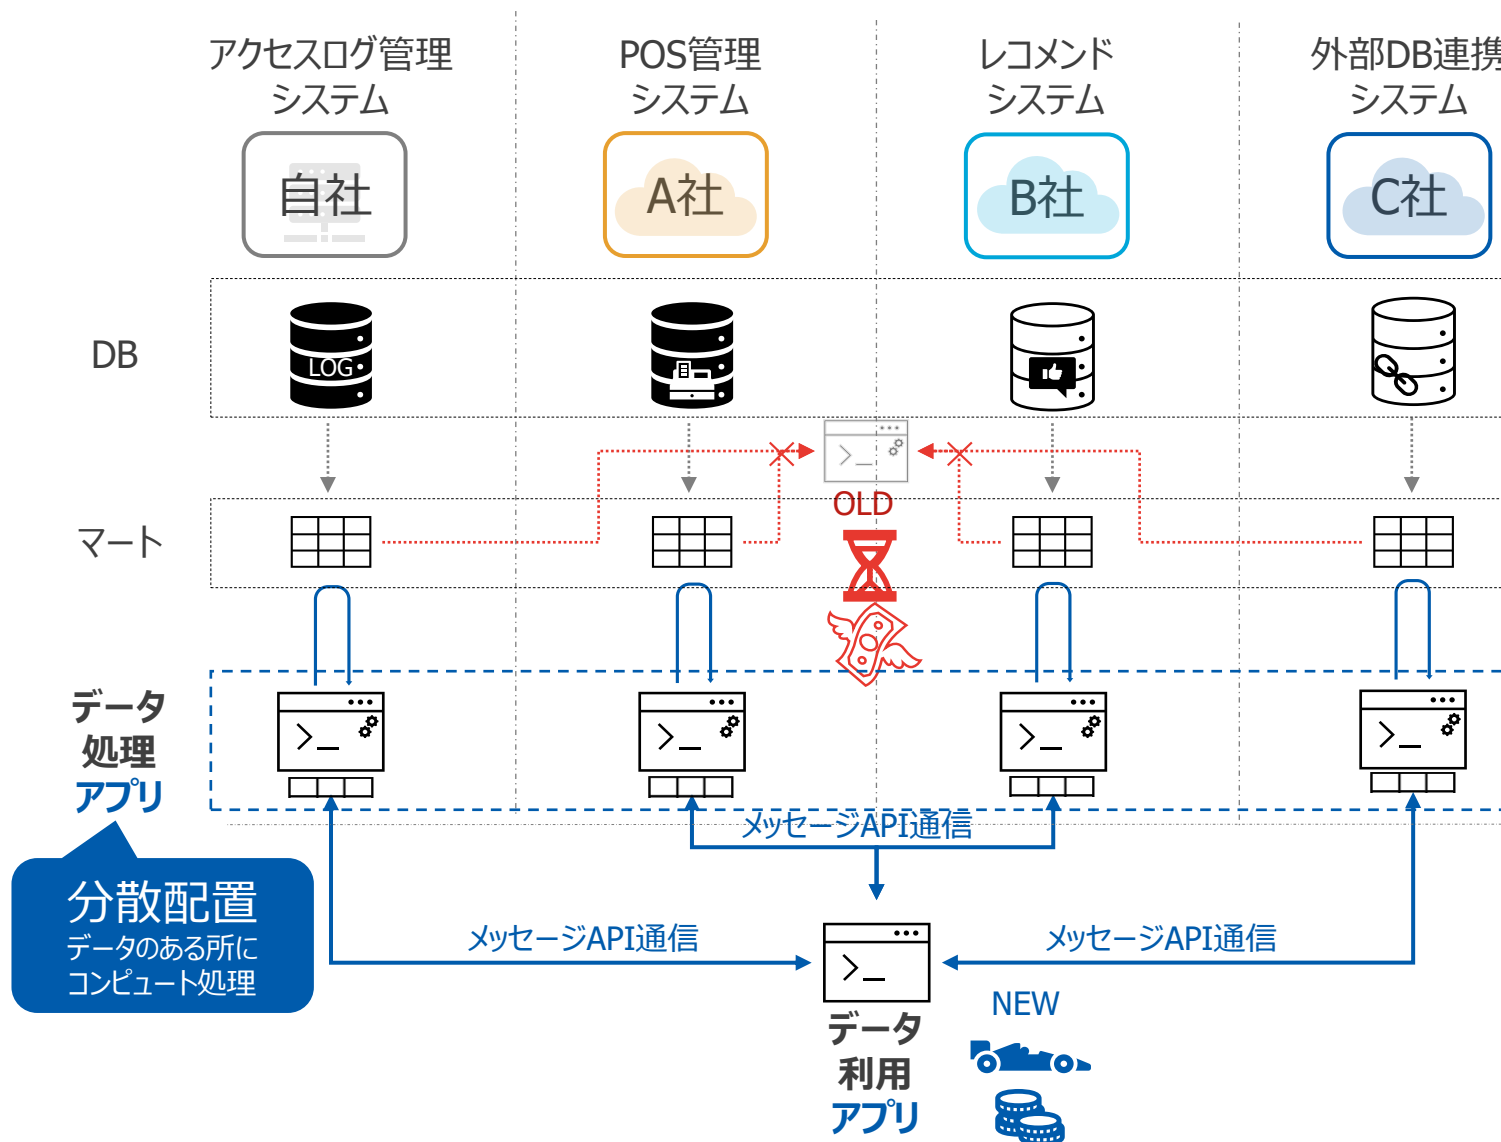 アクセスログ管理
システム
POS管理
システム
レコメンド
システム
外部DB連携
システム
自社
A社
B社
C社
DB
LOG
OLD
マート
データ
処理
アプリ
メッセージAPI通信
分散配置
データのある所に
コンピュート処理
メッセージAPI通信
メッセージAPI通信
NEW
データ
利用
アプリ